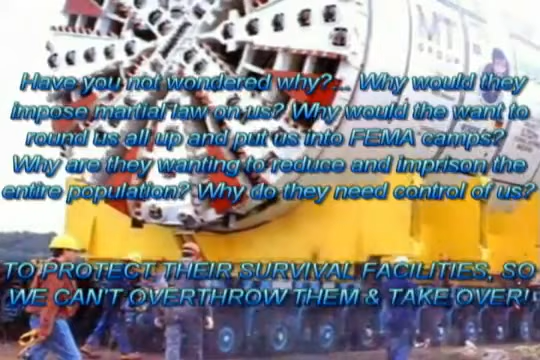 MT
GROUP
Have you not wondered why?... Why would they
impose martial law on us? Why would the want to
round us all up and put us into FEMA camps?
Why are they wanting to reduce and imprison the
entire population? Why do they need control of us?
TO PROTECT THEIR SURVIVAL FACILITIES, SO
WE CAN'T OVERTHROW THEM & TAKE OVER!